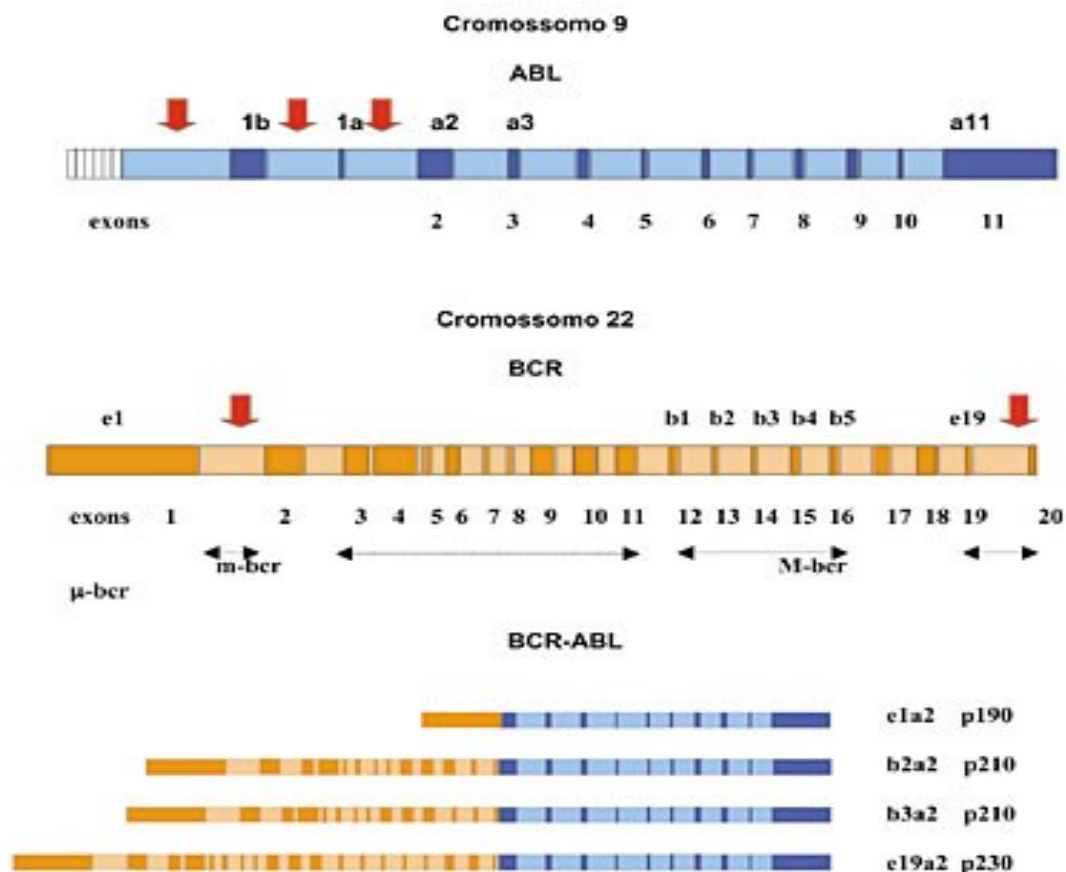 Cromossomo 9
ABL
1b 1a a2 a3 a11
exons 2 3 4 5 6 7 8 9 10 11
Cromossomo 22
BCR
e1 b1 b2 b3 b4 b5 e19
exons 1 2 3 4 5 6 7 8 9 10 11 12 13 14 15 16 17 18 19 20
m-bcr M-bcr
µ-bcr
BCR-ABL
e1a2 p190
b2a2 p210
b3a2 p210
e19a2 p230